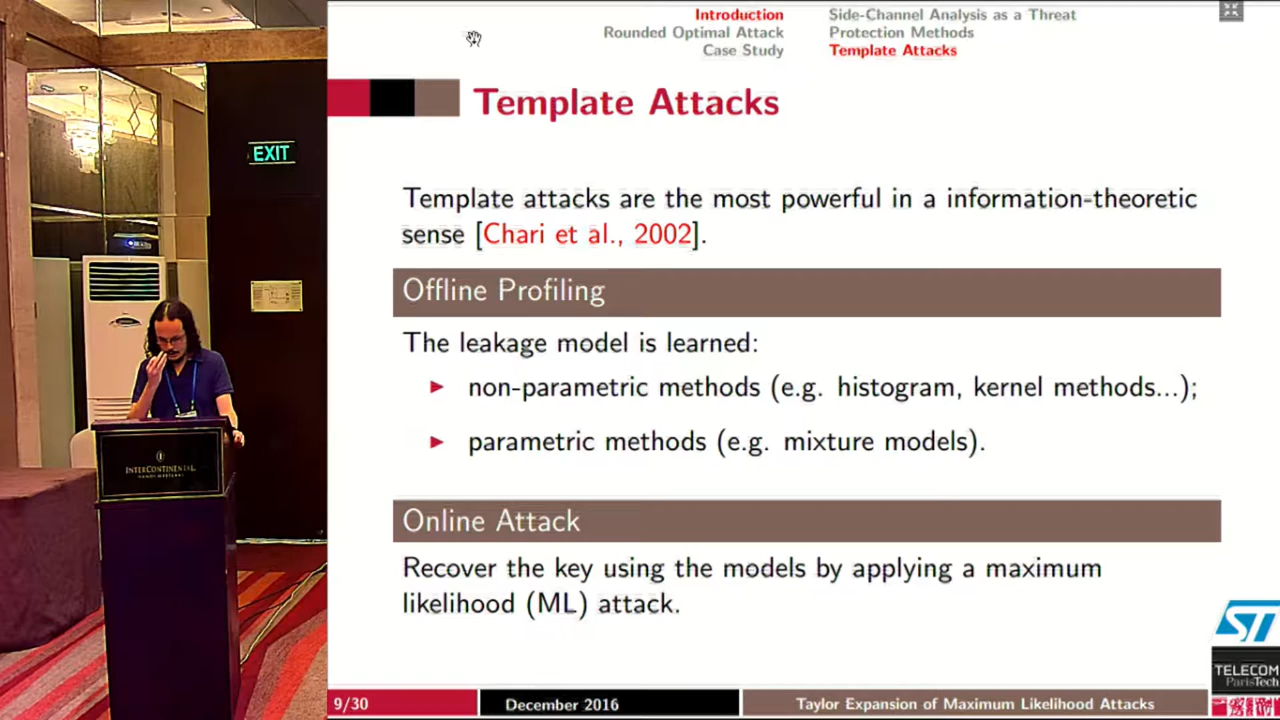 Introduction
Rounded Optimal Attack
Case Study
Side-Channel Analysis as a Threat
Protection Methods
Template Attacks
EXIT
Template Attacks
Template attacks are the most powerful in a information-theoretic
sense [Chari et al., 2002].
Offline Profiling
The leakage model is learned:
non-parametric methods (e.g. histogram, kernel methods...);
parametric methods (e.g. mixture models).
Online Attack
Recover the key using the models by applying a maximum
likelihood (ML) attack.
INTERCONTINENTAL
ST
TELECOM
ParisTech
9/30
December 2016
Taylor Expansion of Maximum Likelihood Attacks